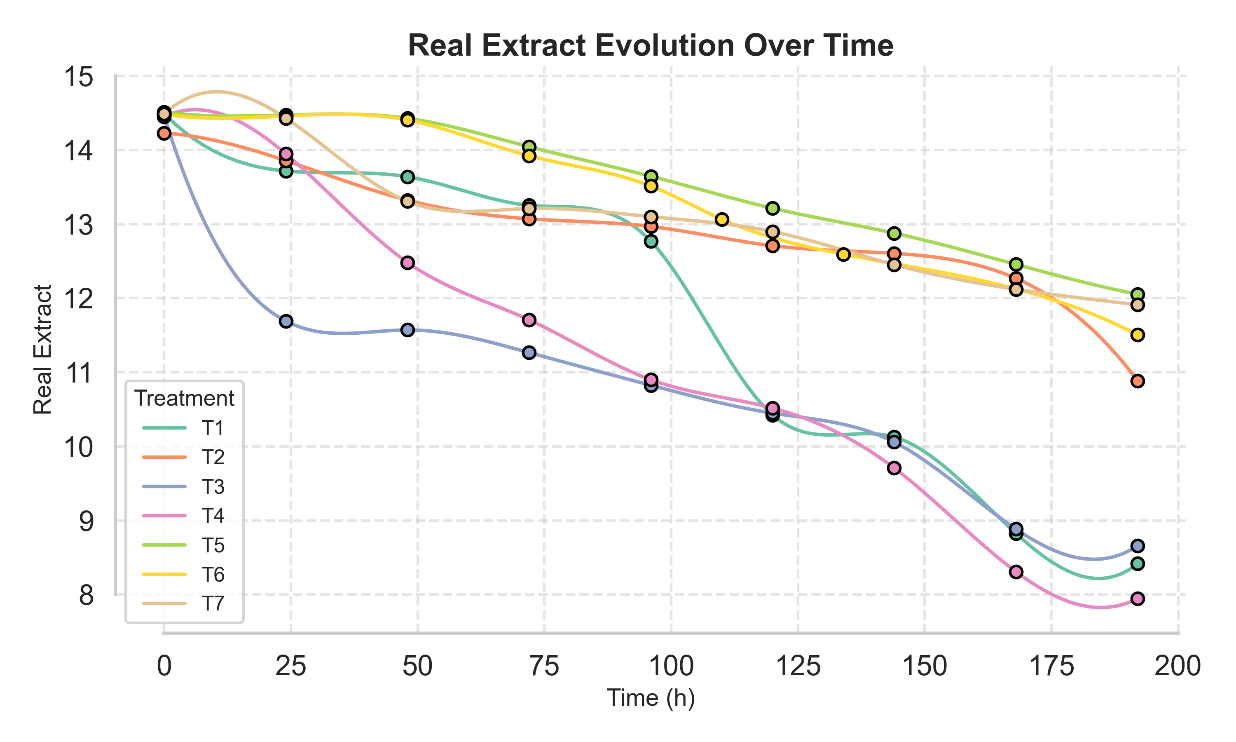 Real Extract Evolution Over Time
15
14
13
12
11
10
9
8
Real Extract
Treatment
T1
T2
T3
T4
T5
T6
T7
0 25 50 75 100 125 150 175 200
Time (h)